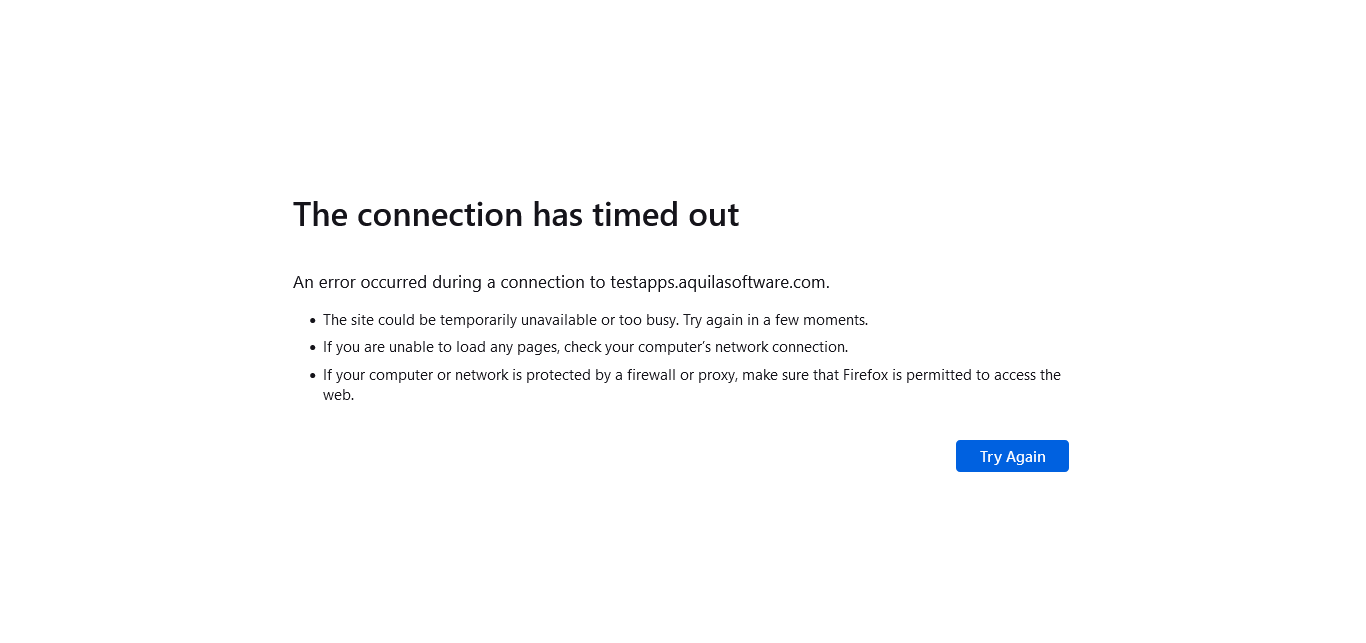 The connection has timed out
An error occurred during a connection to testapps.aquilasoftware.com.
• The site could be temporarily unavailable or too busy. Try again in a few moments.
• If you are unable to load any pages, check your computer’s network connection.
• If your computer or network is protected by a firewall or proxy, make sure that Firefox is permitted to access the
web.
Try Again